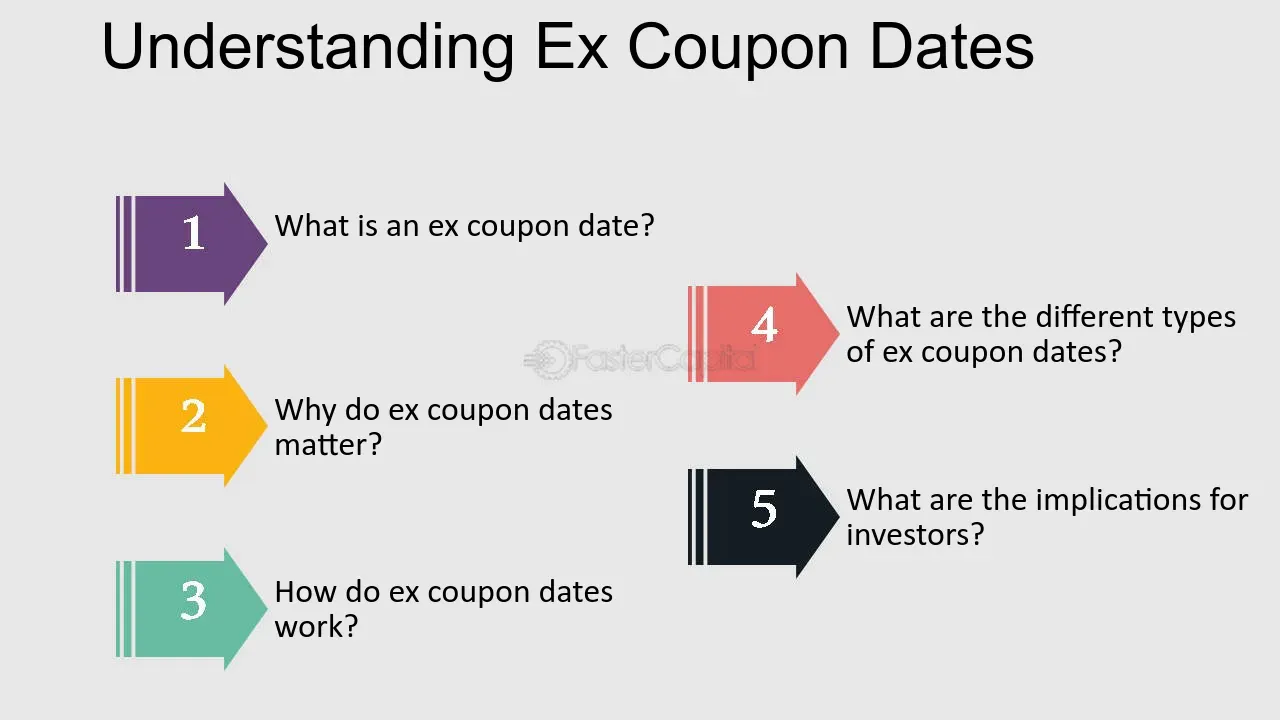 Understanding Ex Coupon Dates
1
What is an ex coupon date?
2
Why do ex coupon dates
matter?
3
How do ex coupon dates
work?
4
What are the different types
of ex coupon dates?
5
What are the implications for
investors?
FasterCapital